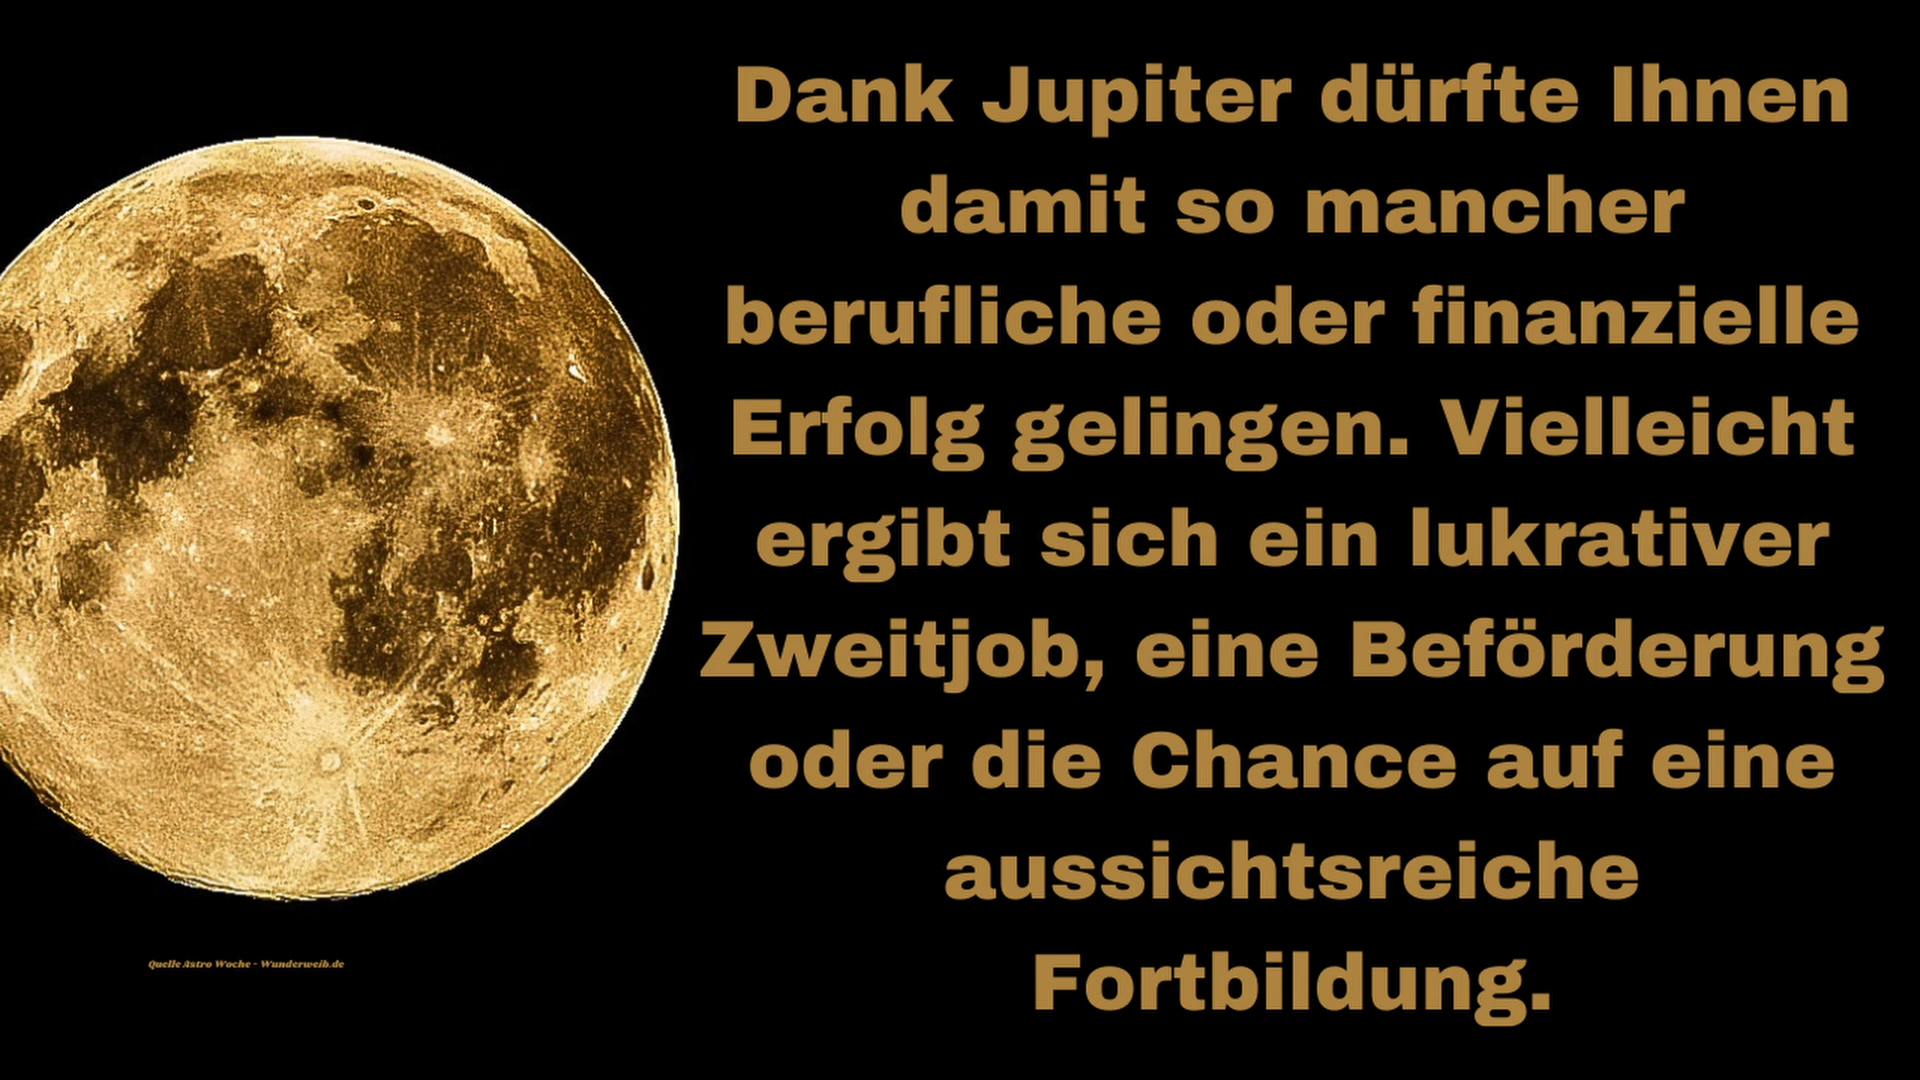 Dank Jupiter dürfte Ihnen
damit so mancher
berufliche oder finanzielle
Erfolg gelingen. Vielleicht
ergibt sich ein lukrativer
Zweitjob, eine Beförderung
oder die Chance auf eine
aussichtsreiche
Fortbildung.
Quelle Astro Woche - Wunderweib.de